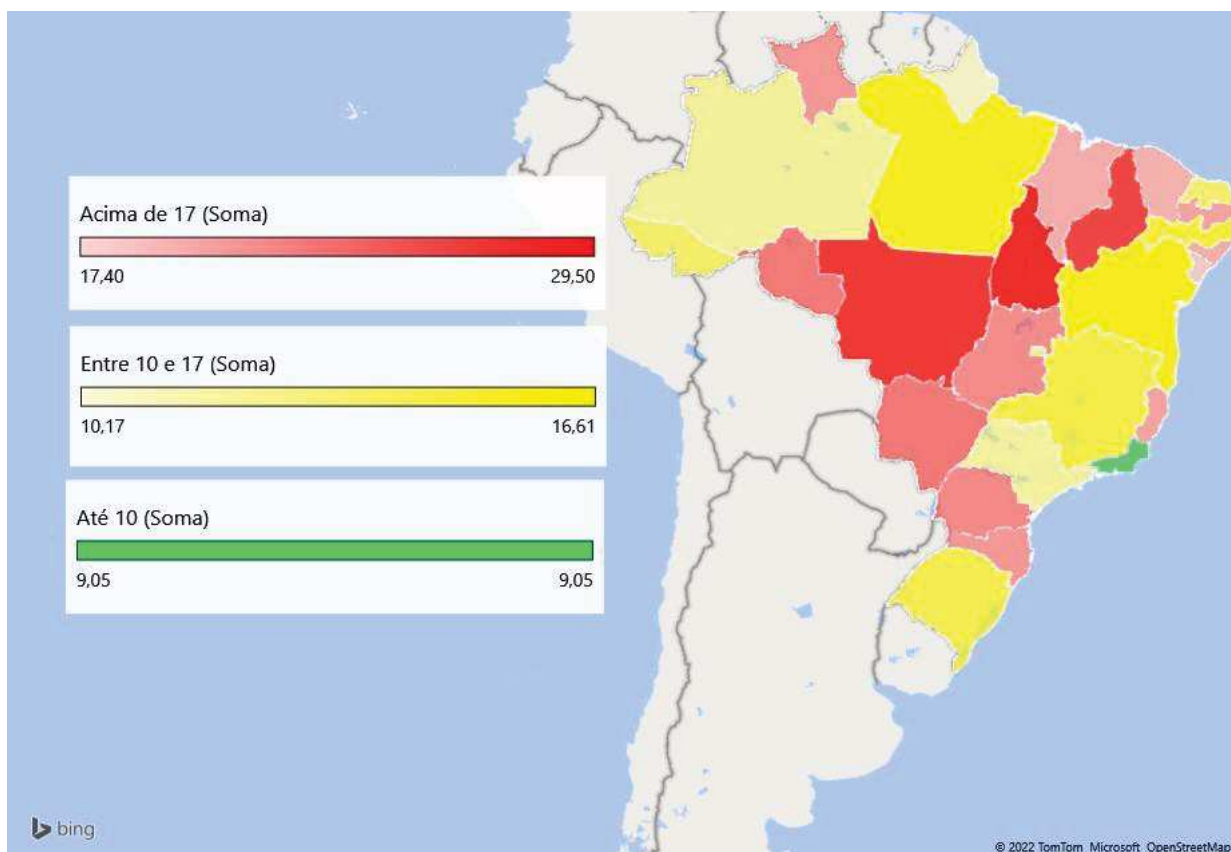 Acima de 17 (Soma)
17,40 29,50
Entre 10 e 17 (Soma)
10,17 16,61
Até 10 (Soma)
9,05 9,05
bing
© 2022 TomTom Microsoft OpenStreetMap